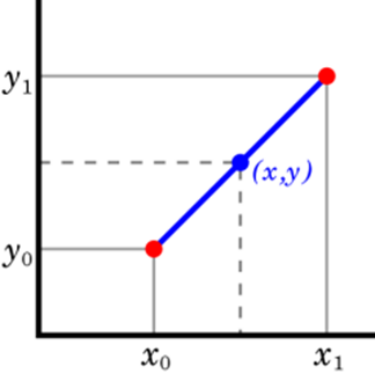 y₁
(x,y)
y₀
x₀
x₁